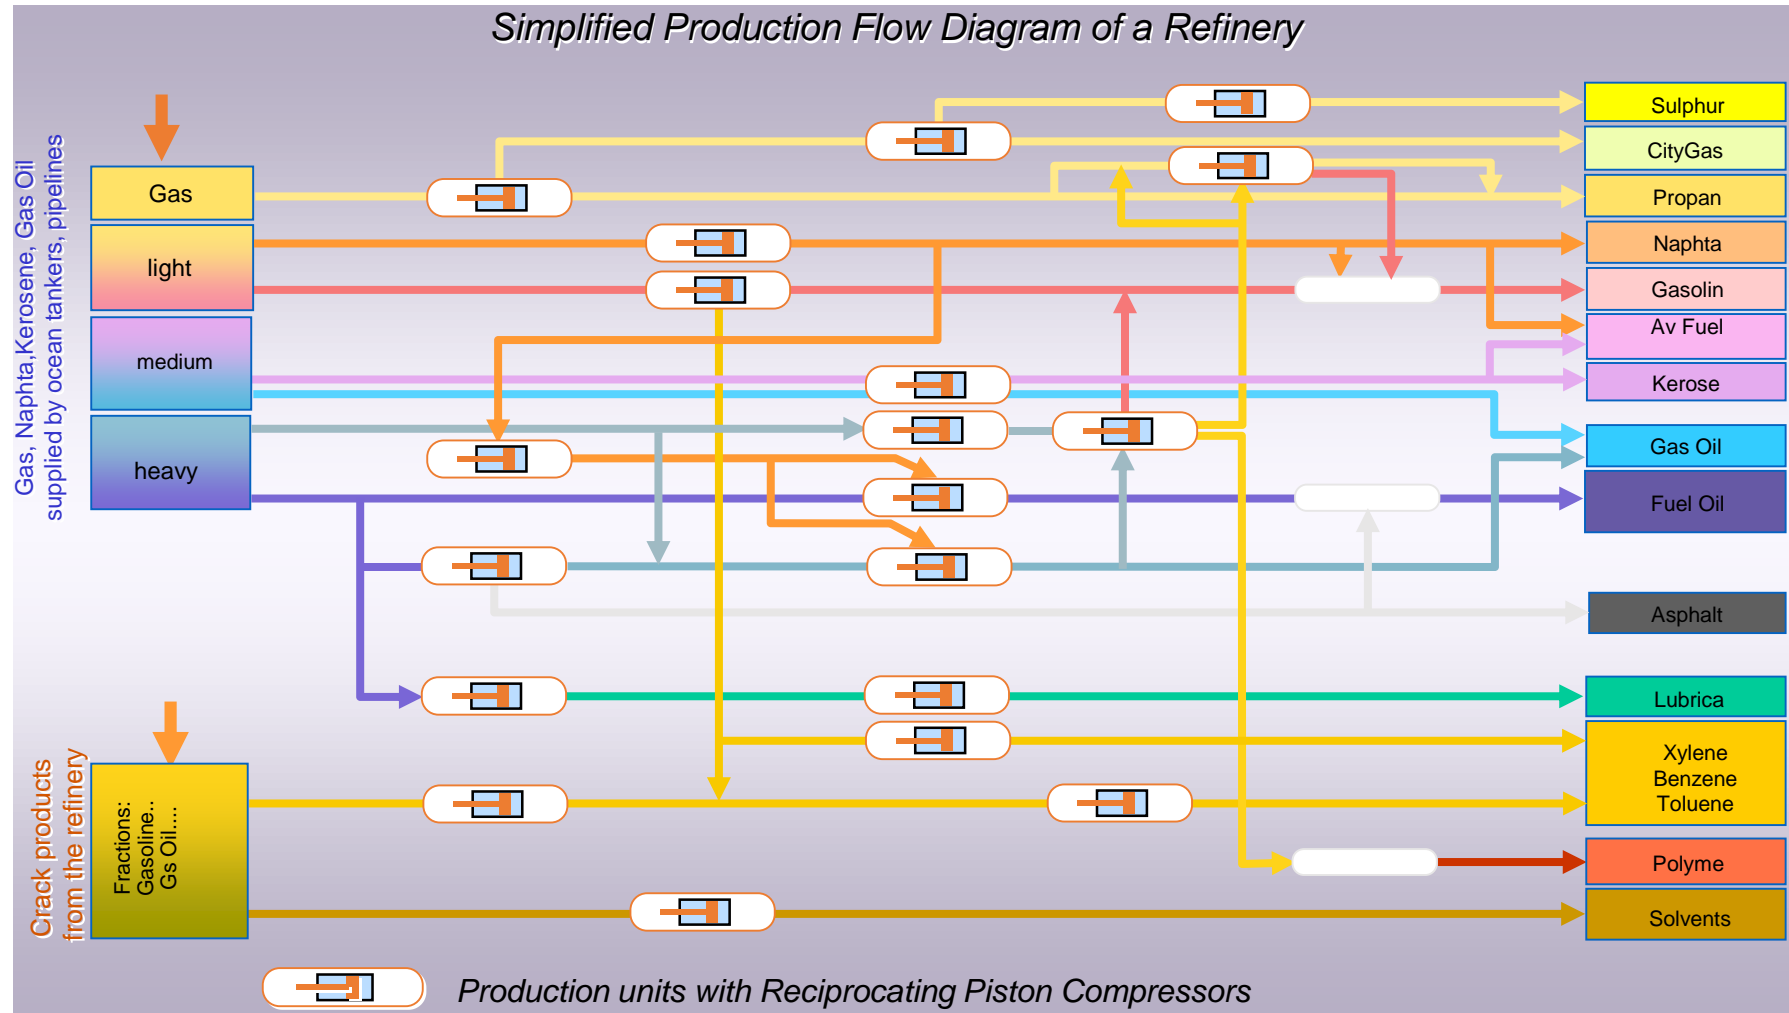 Simplified Production Flow Diagram of a Refinery
Gas, Naphta,Kerosene, Gas Oil
supplied by ocean tankers, pipelines
Gas
light
medium
heavy
Crack products
from the refinery
Fractions:
Gasoline..
Gs Oil....
Sulphur
CityGas
Propan
Naphta
Gasolin
Av Fuel
Kerose
Gas Oil
Fuel Oil
Asphalt
Lubrica
Xylene
Benzene
Toluene
Polyme
Solvents
Production units with Reciprocating Piston Compressors